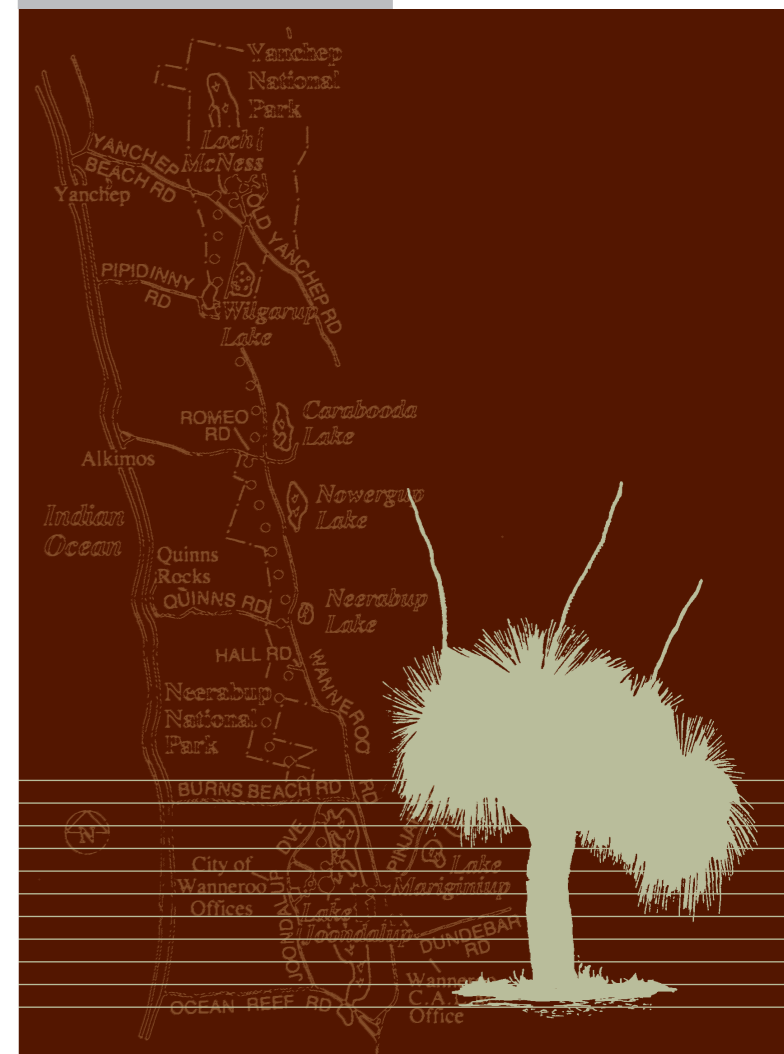 Yanchep
National
Park
Loch
McNess
YANCHEP
BEACH RD
Yanchep
OLD YANCHEP RD
PIPIDINNY
RD
Wilgarup
Lake
ROMEO
RD
Carabooda
Lake
Alkimos
Nowergup
Lake
Indian
Ocean
Quinns
Rocks
QUINNS RD
Neerabup
Lake
HALL RD
WANNEROO RD
Neerabup
National
Park
BURNS BEACH RD
N
JOONDALUP DVE
City of
Wanneroo
Offices
Lake
Mariginiup
Lake
Joondalup
DUNDEBAR
RD
OCEAN REEF RD
Office